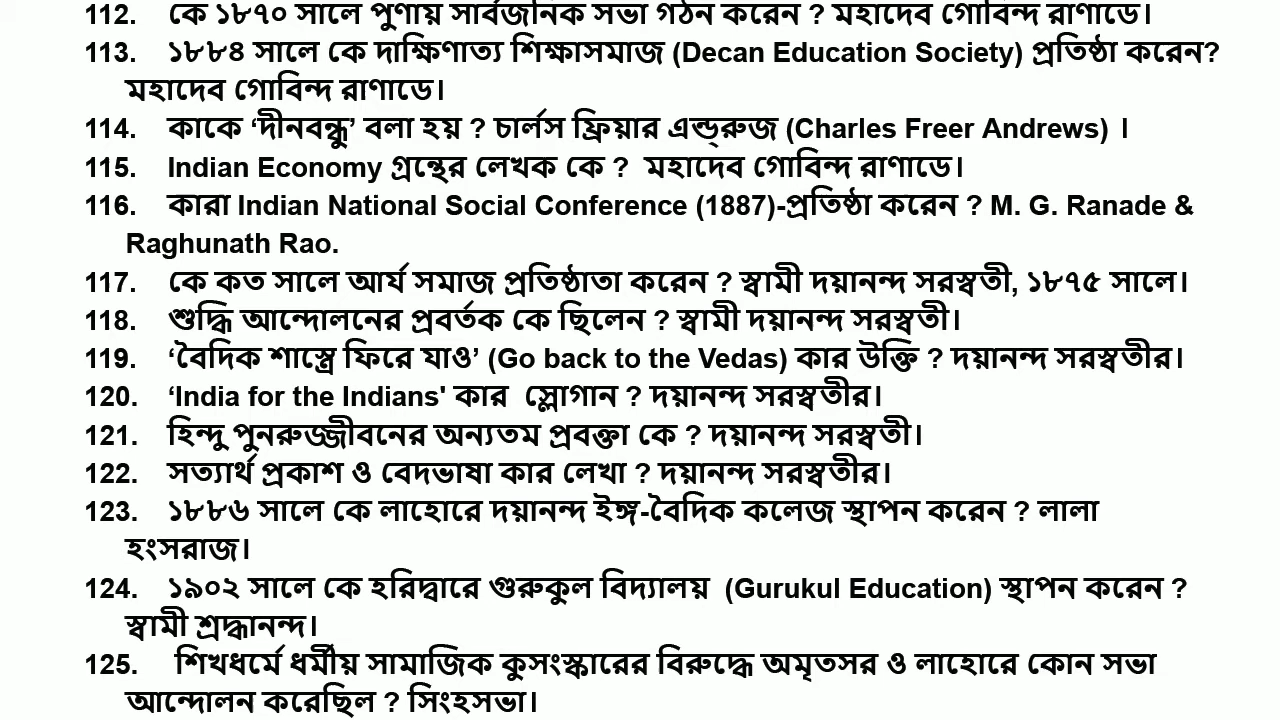 112. কে ১৮৭০ সালে পুণায় সার্বজনিক সভা গঠন করেন ? মহাদেব গোবিন্দ রাণাডে।
113. ১৮৮৪ সালে কে দাক্ষিণাত্য শিক্ষাসমাজ (Decan Education Society) প্রতিষ্ঠা করেন?
মহাদেব গোবিন্দ রাণাডে।
114. কাকে ‘দীনবন্ধু’ বলা হয় ? চার্লস ফ্রিয়ার এন্ড্রুজ (Charles Freer Andrews) ।
115. Indian Economy গ্রন্থের লেখক কে ? মহাদেব গোবিন্দ রাণাডে।
116. কারা Indian National Social Conference (1887)-প্রতিষ্ঠা করেন ? M. G. Ranade &
Raghunath Rao.
117. কে কত সালে আর্য সমাজ প্রতিষ্ঠাতা করেন ? স্বামী দয়ানন্দ সরস্বতী, ১৮৭৫ সালে।
118. শুদ্ধি আন্দোলনের প্রবর্তক কে ছিলেন ? স্বামী দয়ানন্দ সরস্বতী।
119. ‘বৈদিক শাস্ত্রে ফিরে যাও’ (Go back to the Vedas) কার উক্তি ? দয়ানন্দ সরস্বতীর।
120. ‘India for the Indians' কার স্লোগান ? দয়ানন্দ সরস্বতীর।
121. হিন্দু পুনরুজ্জীবনের অন্যতম প্রবক্তা কে ? দয়ানন্দ সরস্বতী।
122. সত্যার্থ প্রকাশ ও বেদভাষা কার লেখা ? দয়ানন্দ সরস্বতীর।
123. ১৮৮৬ সালে কে লাহোরে দয়ানন্দ ইঙ্গ-বৈদিক কলেজ স্থাপন করেন ? লালা
হংসরাজ।
124. ১৯০২ সালে কে হরিদ্বারে গুরুকুল বিদ্যালয় (Gurukul Education) স্থাপন করেন ?
স্বামী শ্রদ্ধানন্দ।
125. শিখধর্মে ধর্মীয় সামাজিক কুসংস্কারের বিরুদ্ধে অমৃতসর ও লাহোরে কোন সভা
আন্দোলন করেছিল ? সিংহসভা।